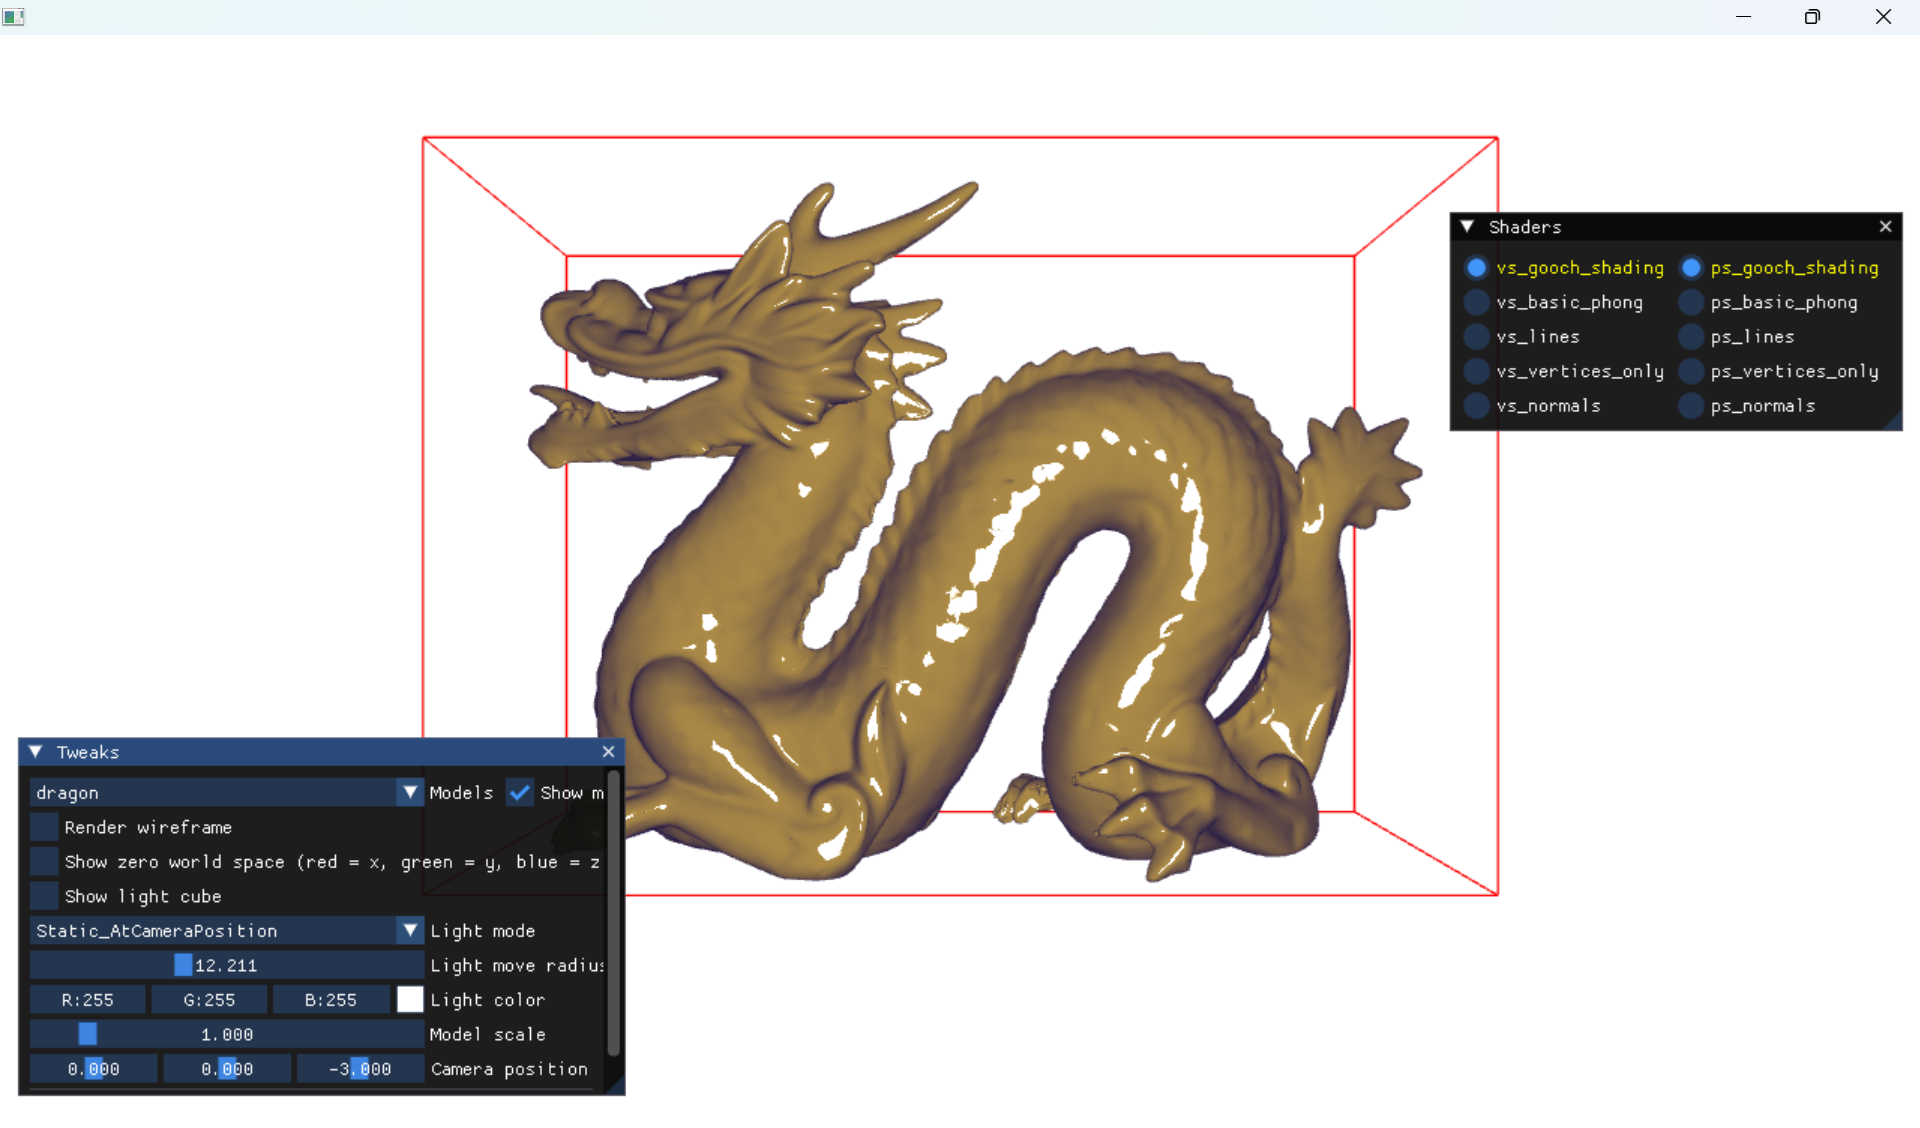 Shaders
vs_gooch_shading ps_gooch_shading
vs_basic_phong ps_basic_phong
vs_lines ps_lines
vs_vertices_only ps_vertices_only
vs_normals ps_normals
Tweaks
dragon Models Show m
Render wireframe
Show zero world space (red = x, green = y, blue = z
Show light cube
Static_AtCameraPosition Light mode
12.211 Light move radius
R:255 G:255 B:255 Light color
1.000 Model scale
0.000 0.000 -3.000 Camera position